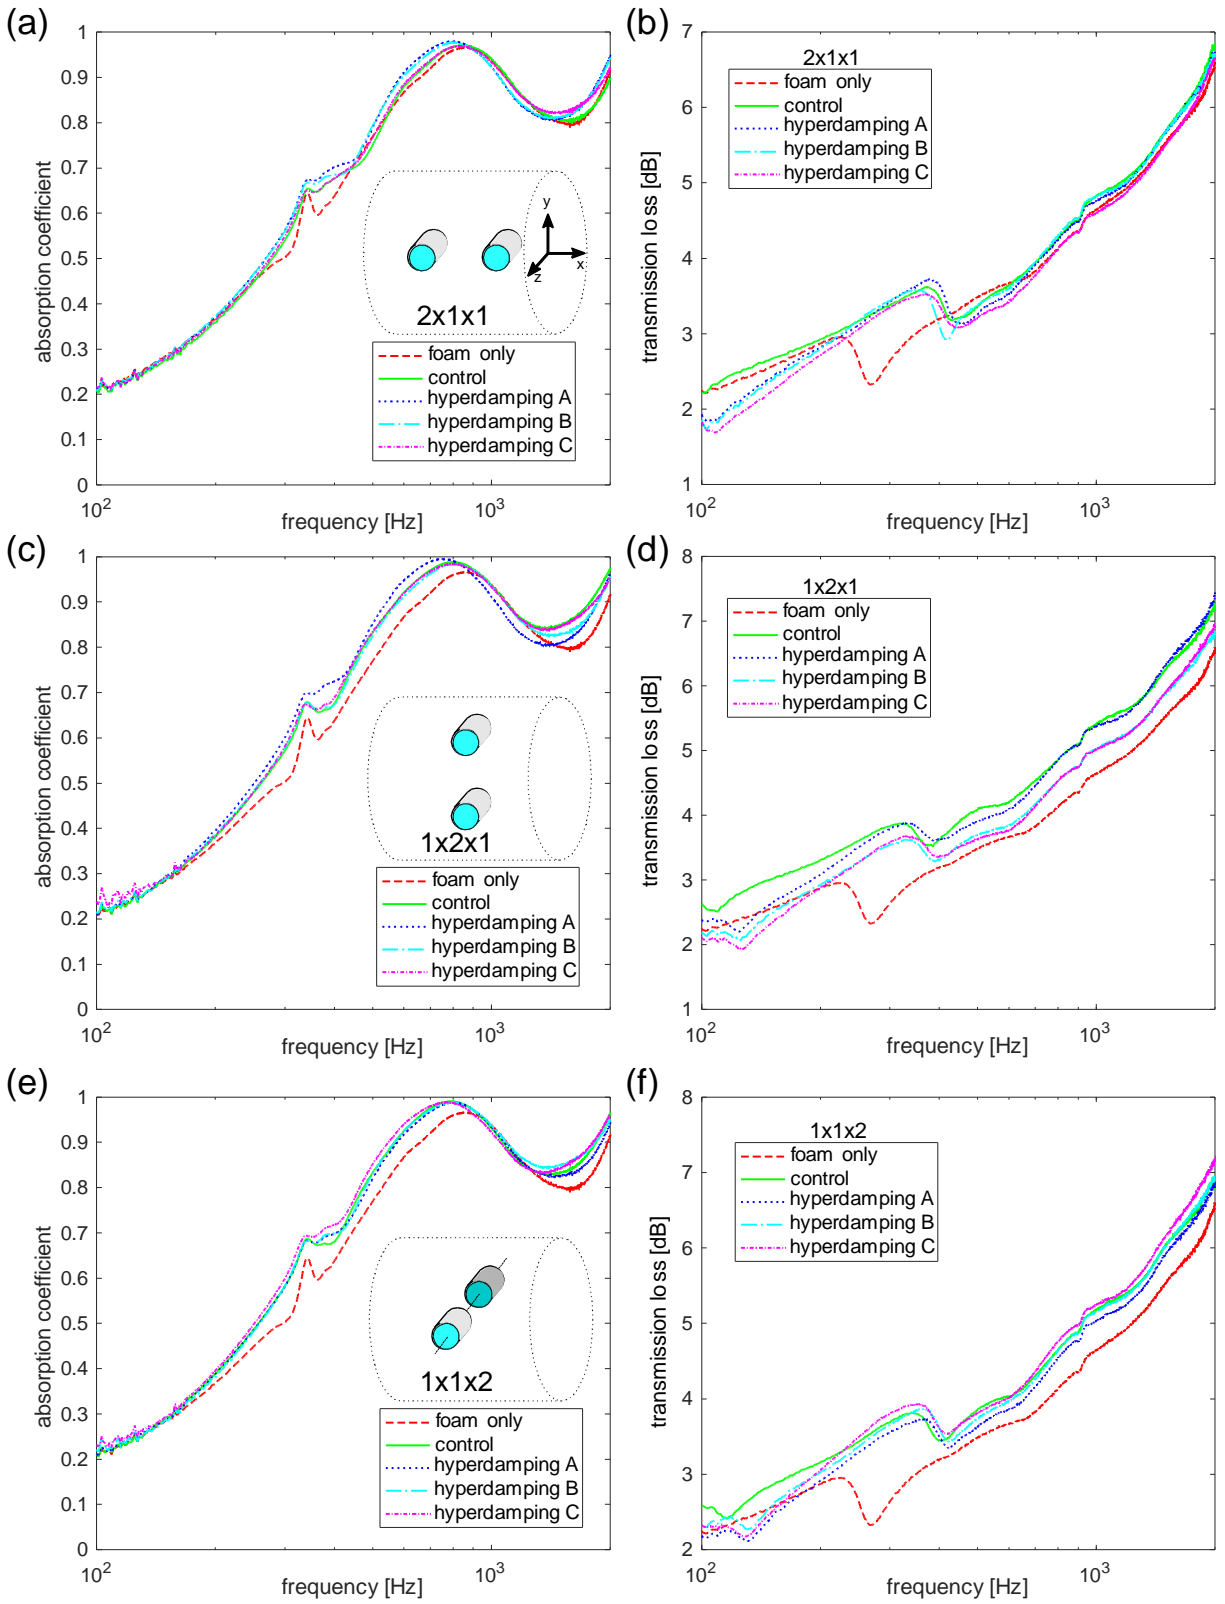 (a)
absorption coefficient
1
0.9
0.8
0.7
0.6
0.5
0.4
0.3
0.2
0.1
0
y
x
z
2x1x1
foam only
control
hyperdamping A
hyperdamping B
hyperdamping C
10²
10³
frequency [Hz]
(b)
transmission loss [dB]
7
6
5
4
3
2
1
2x1x1
foam only
control
hyperdamping A
hyperdamping B
hyperdamping C
10²
10³
frequency [Hz]
(c)
absorption coefficient
1
0.9
0.8
0.7
0.6
0.5
0.4
0.3
0.2
0.1
0
1x2x1
foam only
control
hyperdamping A
hyperdamping B
hyperdamping C
10²
10³
frequency [Hz]
(d)
transmission loss [dB]
8
7
6
5
4
3
2
1
1x2x1
foam only
control
hyperdamping A
hyperdamping B
hyperdamping C
10²
10³
frequency [Hz]
(e)
absorption coefficient
1
0.9
0.8
0.7
0.6
0.5
0.4
0.3
0.2
0.1
0
1x1x2
foam only
control
hyperdamping A
hyperdamping B
hyperdamping C
10²
10³
frequency [Hz]
(f)
transmission loss [dB]
8
7
6
5
4
3
2
1x1x2
foam only
control
hyperdamping A
hyperdamping B
hyperdamping C
10²
10³
frequency [Hz]